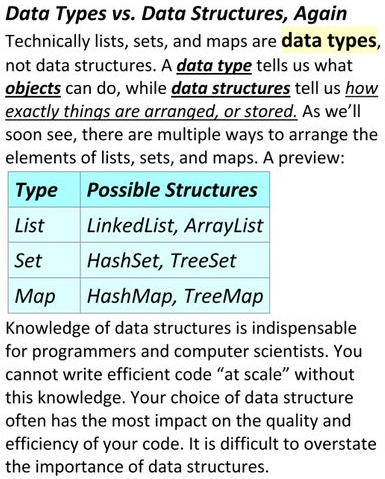 Data Types vs. Data Structures, Again
Technically lists, sets, and maps are data types,
not data structures. A data type tells us what
objects can do, while data structures tell us how
exactly things are arranged, or stored. As we’ll
soon see, there are multiple ways to arrange the
elements of lists, sets, and maps. A preview:
Type Possible Structures
List LinkedList, ArrayList
Set HashSet, TreeSet
Map HashMap, TreeMap
Knowledge of data structures is indispensable
for programmers and computer scientists. You
cannot write efficient code “at scale” without
this knowledge. Your choice of data structure
often has the most impact on the quality and
efficiency of your code. It is difficult to overstate
the importance of data structures.